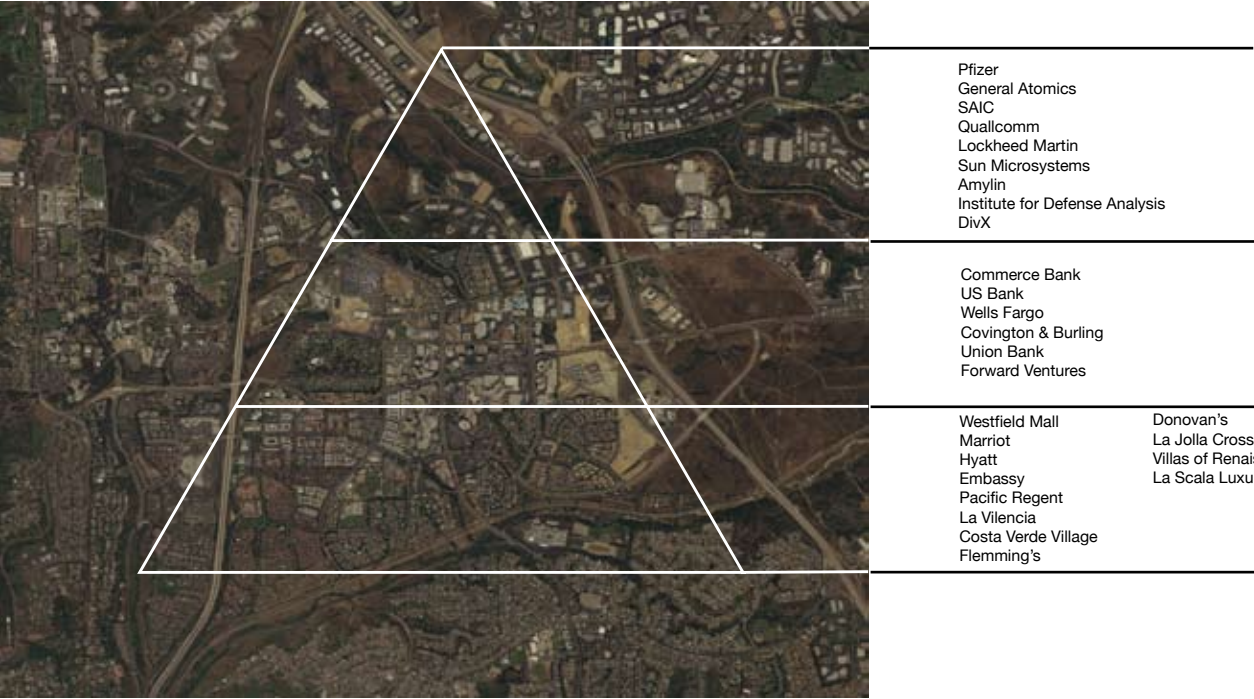 Pfizer
General Atomics
SAIC
Quallcomm
Lockheed Martin
Sun Microsystems
Amylin
Institute for Defense Analysis
DivX
Commerce Bank
US Bank
Wells Fargo
Covington & Burling
Union Bank
Forward Ventures
Westfield Mall
Marriot
Hyatt
Embassy
Pacific Regent
La Vilencia
Costa Verde Village
Flemming's
Donovan's
La Jolla Cross
Villas of Renais
La Scala Luxu